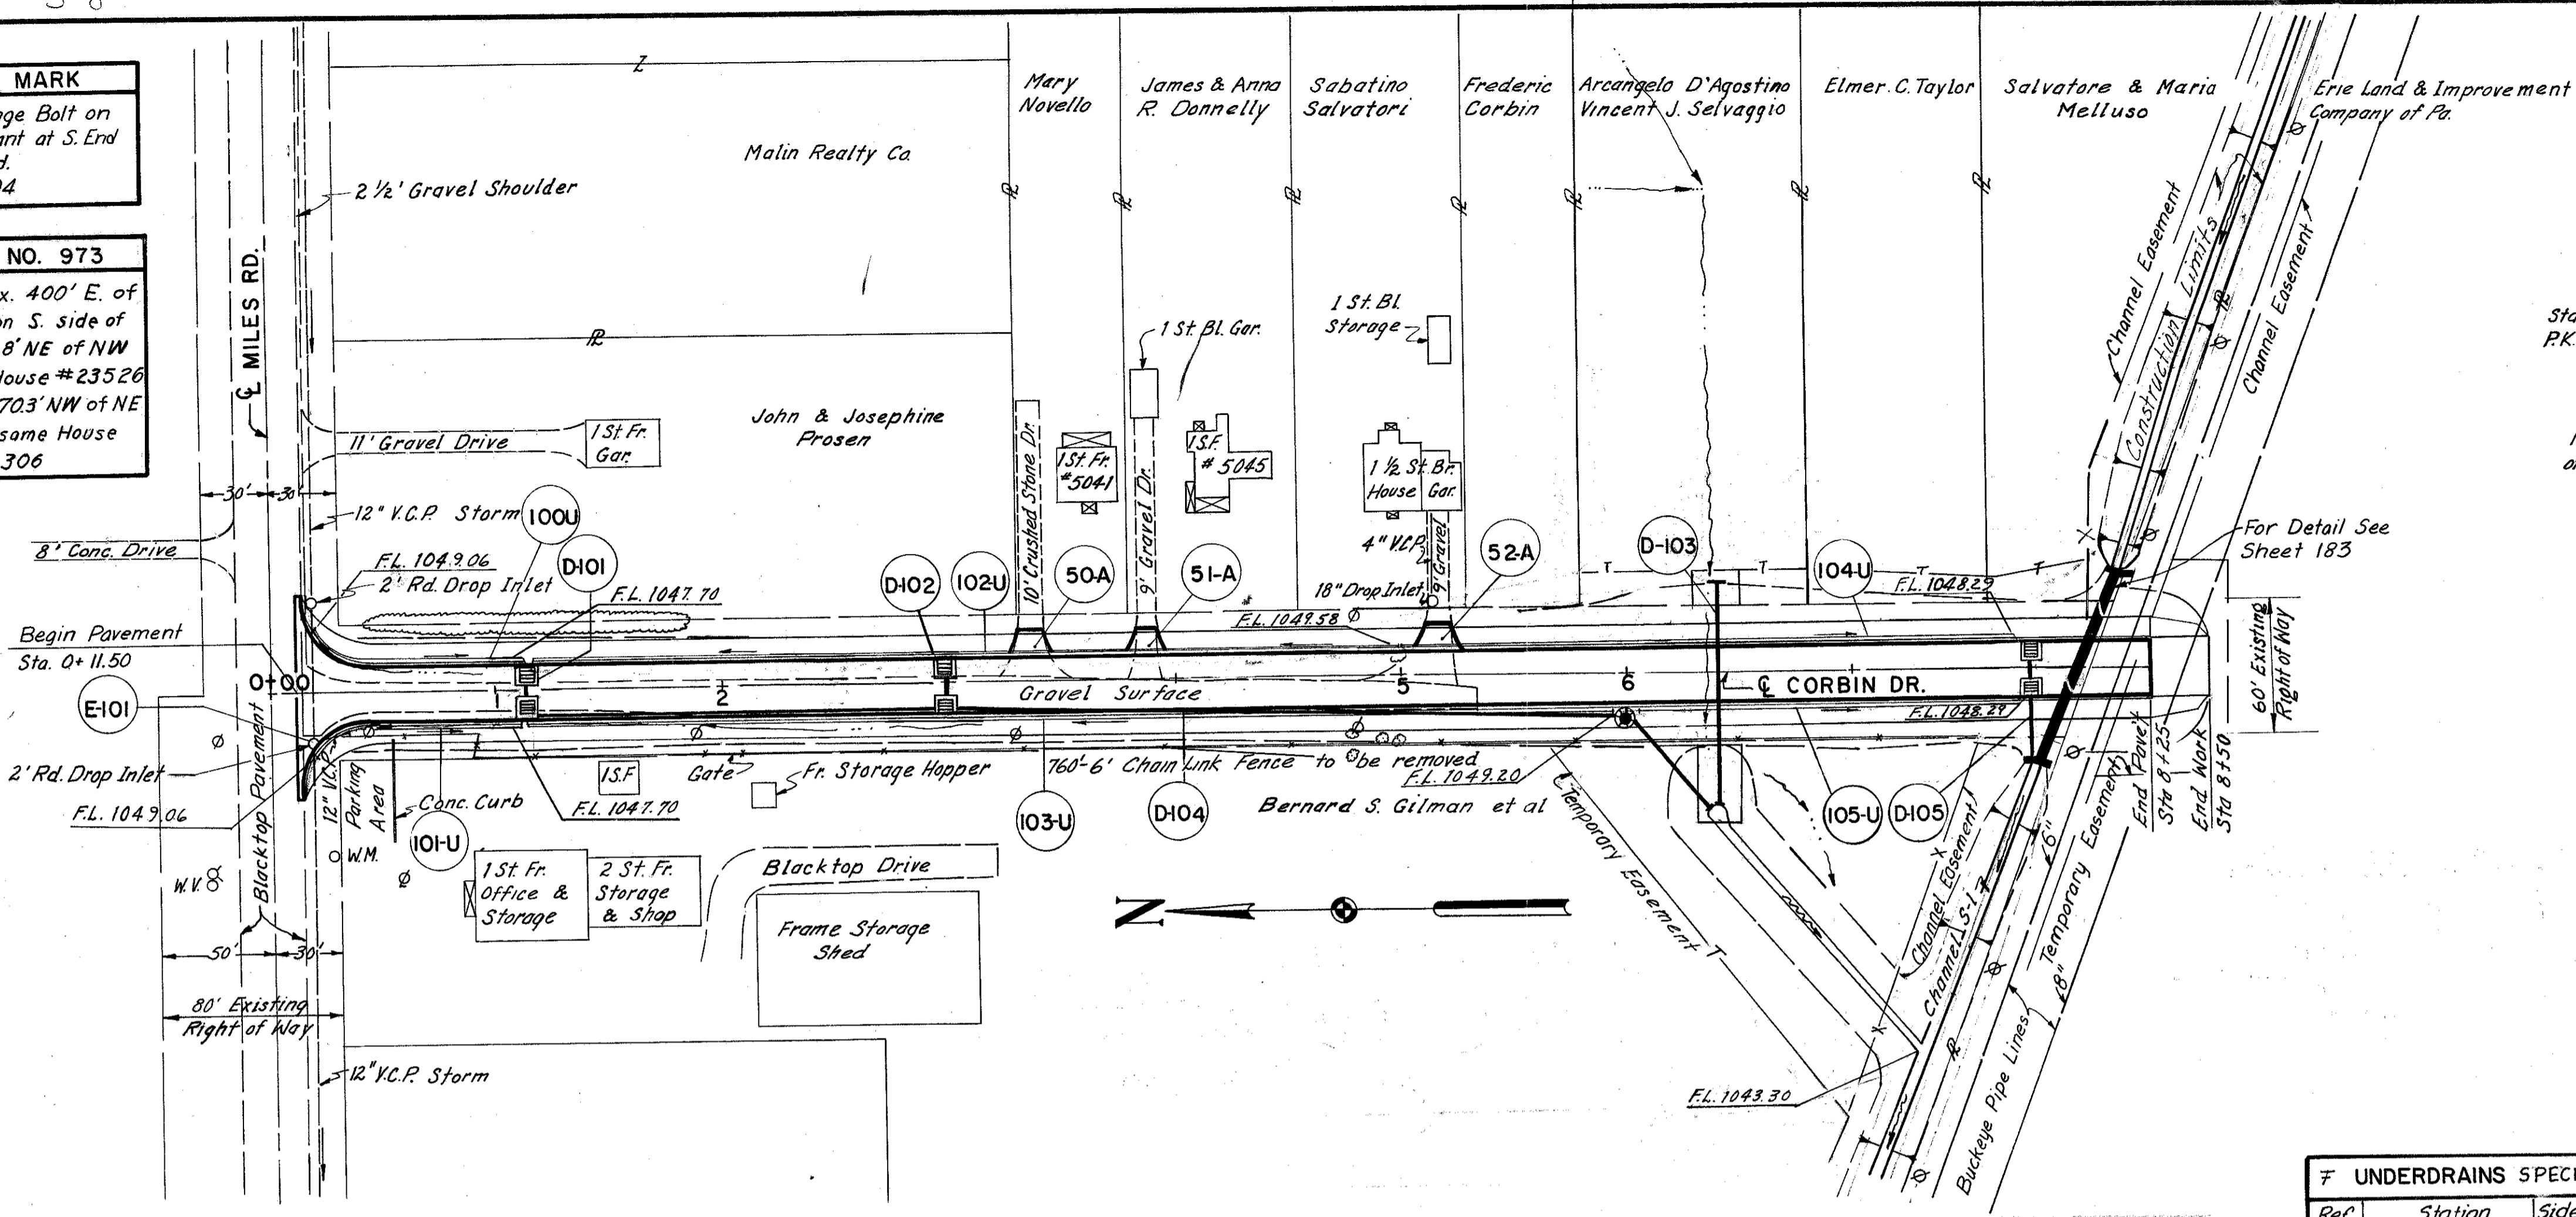 MARK
nge Bolt on
ant at S. End
d.
04
NO. 973
x. 400' E. of
on S. side of
8' NE of NW
House #23526
70.3' NW of NE
same House
306
2 1/2' Gravel Shoulder
Malin Realty Co.
Mary
Novello
James & Anna
R. Donnelly
Sabatino
Salvatori
Frederic
Corbin
Arcangelo D'Agostino
Vincent J. Selvaggio
Elmer. C. Taylor
Salvatore & Maria
Melluso
Erie Land & Improvement
Company of Pa.
℄ MILES RD.
11' Gravel Drive
1 St. Fr.
Gar.
John & Josephine
Prosen
10' Crushed Stone Dr.
1 St. Fr.
#5041
1 St. Bl. Gar.
9' Gravel Dr.
1 S.F.
# 5045
1 St. Bl.
Storage
1 1/2 St. Br.
House Gar.
4" V.C.P.
9' Gravel
18" Drop Inlet
Channel Easement
Construction Limits
Channel Easement
Sta
P.K.
For Detail See
Sheet 183
30' 30'
12" V.C.P. Storm
8' Conc. Drive
F.L. 1049.06
2' Rd. Drop Inlet
100U
D-101
F.L. 1047.70
D-102
102-U
50-A
51-A
52-A
D-103
104-U
F.L. 1048.29
F.L. 1049.58
Begin Pavement
Sta. 0+11.50
0+00
E-101
1
2
5
6
Gravel Surface
℄ CORBIN DR.
F.L. 1048.29
60' Existing
Right of Way
2' Rd. Drop Inlet
F.L. 1049.06
12" V.C.P.
Parking
Area
Conc. Curb
101-U
1 S.F.
Gate
Fr. Storage Hopper
F.L. 1047.70
103-U
D-104
760'-6' Chain Link Fence to be removed
F.L. 1049.20
Bernard S. Gilman et al
105-U
D-105
End Pavet
Sta 8+25
End Work
Sta 8+50
W.M.
W.V.
Blacktop Pavement
1 St. Fr.
Office &
Storage
2 St. Fr.
Storage
& Shop
Blacktop Drive
Frame Storage
Shed
N
Temporary Easement
Channel Easement
Channel S-1
6"
Temporary Easement
8"
Buckeye Pipe Lines
50' 30'
80' Existing
Right of Way
12" V.C.P. Storm
F.L. 1043.30
UNDERDRAINS SPECI
Ref. Station Side